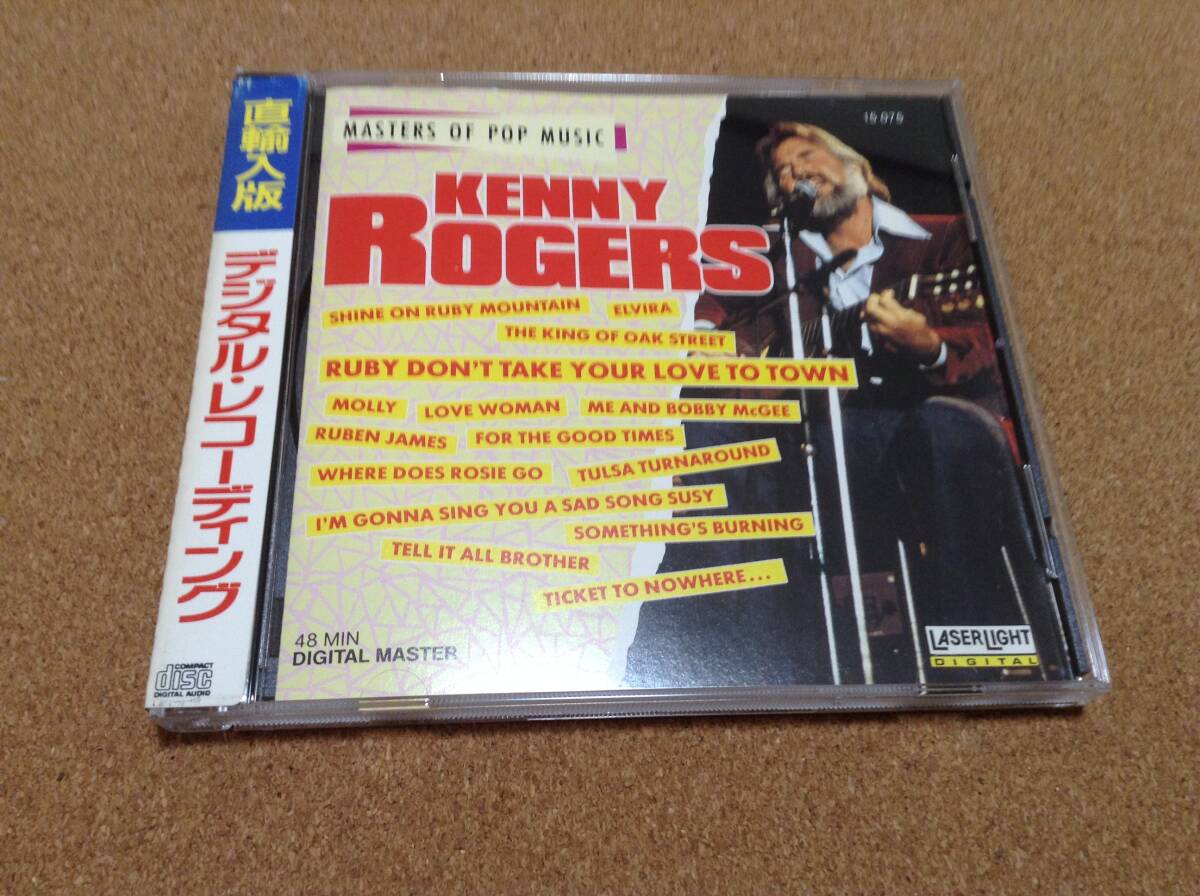 直輸入版
デジタル・レコーディング
COMPACT
disc
DIGITAL AUDIO
MASTERS OF POP MUSIC
15 075
KENNY
ROGERS
SHINE ON RUBY MOUNTAIN
ELVIRA
THE KING OF OAK STREET
RUBY DON'T TAKE YOUR LOVE TO TOWN
MOLLY
LOVE WOMAN
ME AND BOBBY McGEE
RUBEN JAMES
FOR THE GOOD TIMES
WHERE DOES ROSIE GO
TULSA TURNAROUND
I'M GONNA SING YOU A SAD SONG SUSY
SOMETHING'S BURNING
TELL IT ALL BROTHER
TICKET TO NOWHERE...
48 MIN
DIGITAL MASTER
LASERLIGHT
DIGITAL